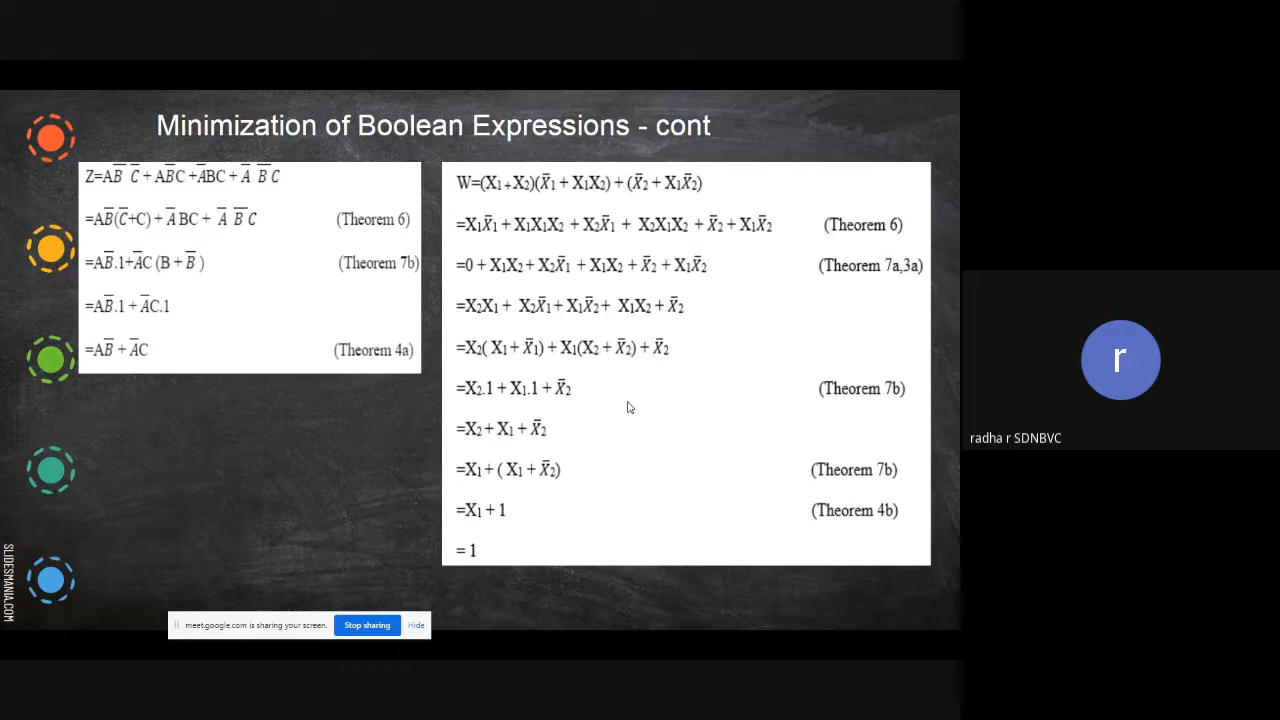 Minimization of Boolean Expressions - cont
Z=AB̅ C̅ + AB̅C +A̅BC + A̅ B̅ C
=AB̅(C̅+C) + A̅ BC + A̅ B̅ C (Theorem 6)
=AB̅.1+A̅C (B + B̅ ) (Theorem 7b)
=AB̅.1 + A̅C.1
=AB̅ + A̅C (Theorem 4a)
W=(X₁+X₂)(X̅₁ + X₁X₂) + (X̅₂ + X₁X̅₂)
=X₁X̅₁ + X₁X₁X₂ + X₂X̅₁ + X₂X₁X₂ + X̅₂ + X₁X̅₂ (Theorem 6)
=0 + X₁X₂ + X₂X̅₁ + X₁X₂ + X̅₂ + X₁X̅₂ (Theorem 7a,3a)
=X₂X₁ + X₂X̅₁ + X₁X̅₂ + X₁X₂ + X̅₂
=X₂( X₁ + X̅₁) + X₁(X₂ + X̅₂) + X̅₂
=X₂.1 + X₁.1 + X̅₂ (Theorem 7b)
=X₂ + X₁ + X̅₂
=X₁ + ( X₁ + X̅₂) (Theorem 7b)
=X₁ + 1 (Theorem 4b)
= 1
r
radha r SDNBVC
SLIDESMANIA.COM
meet.google.com is sharing your screen. Stop sharing Hide